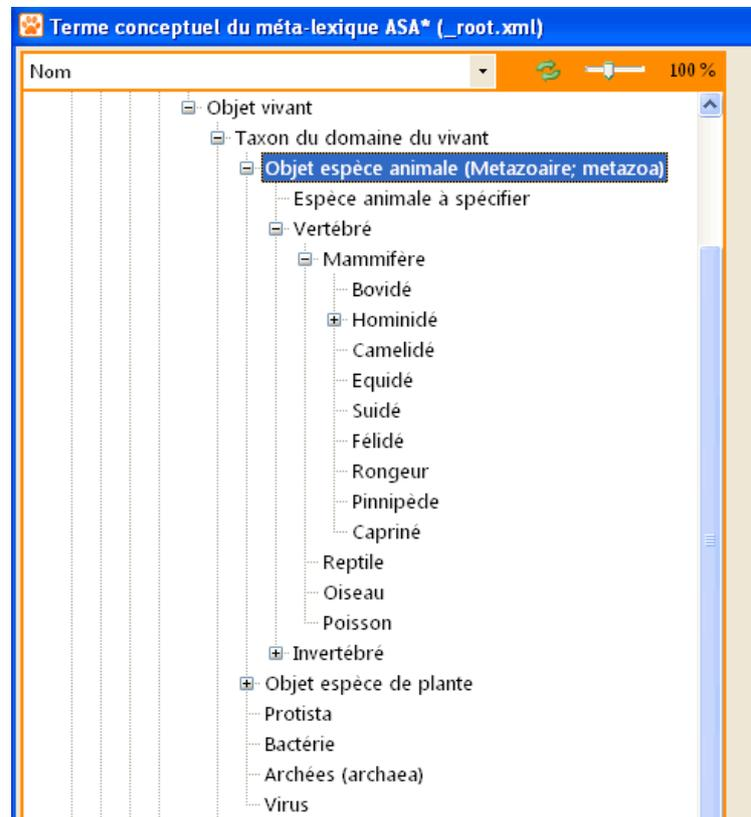 Terme conceptuel du méta-lexique ASA* (_root.xml)
Nom 100 %
Objet vivant
Taxon du domaine du vivant
Objet espèce animale (Metazoaire; metazoa)
Espèce animale à spécifier
Vertébré
Mammifère
Bovidé
Hominidé
Camelidé
Equidé
Suidé
Félidé
Rongeur
Pinnipède
Capriné
Reptile
Oiseau
Poisson
Invertébré
Objet espèce de plante
Protista
Bactérie
Archées (archaea)
Virus